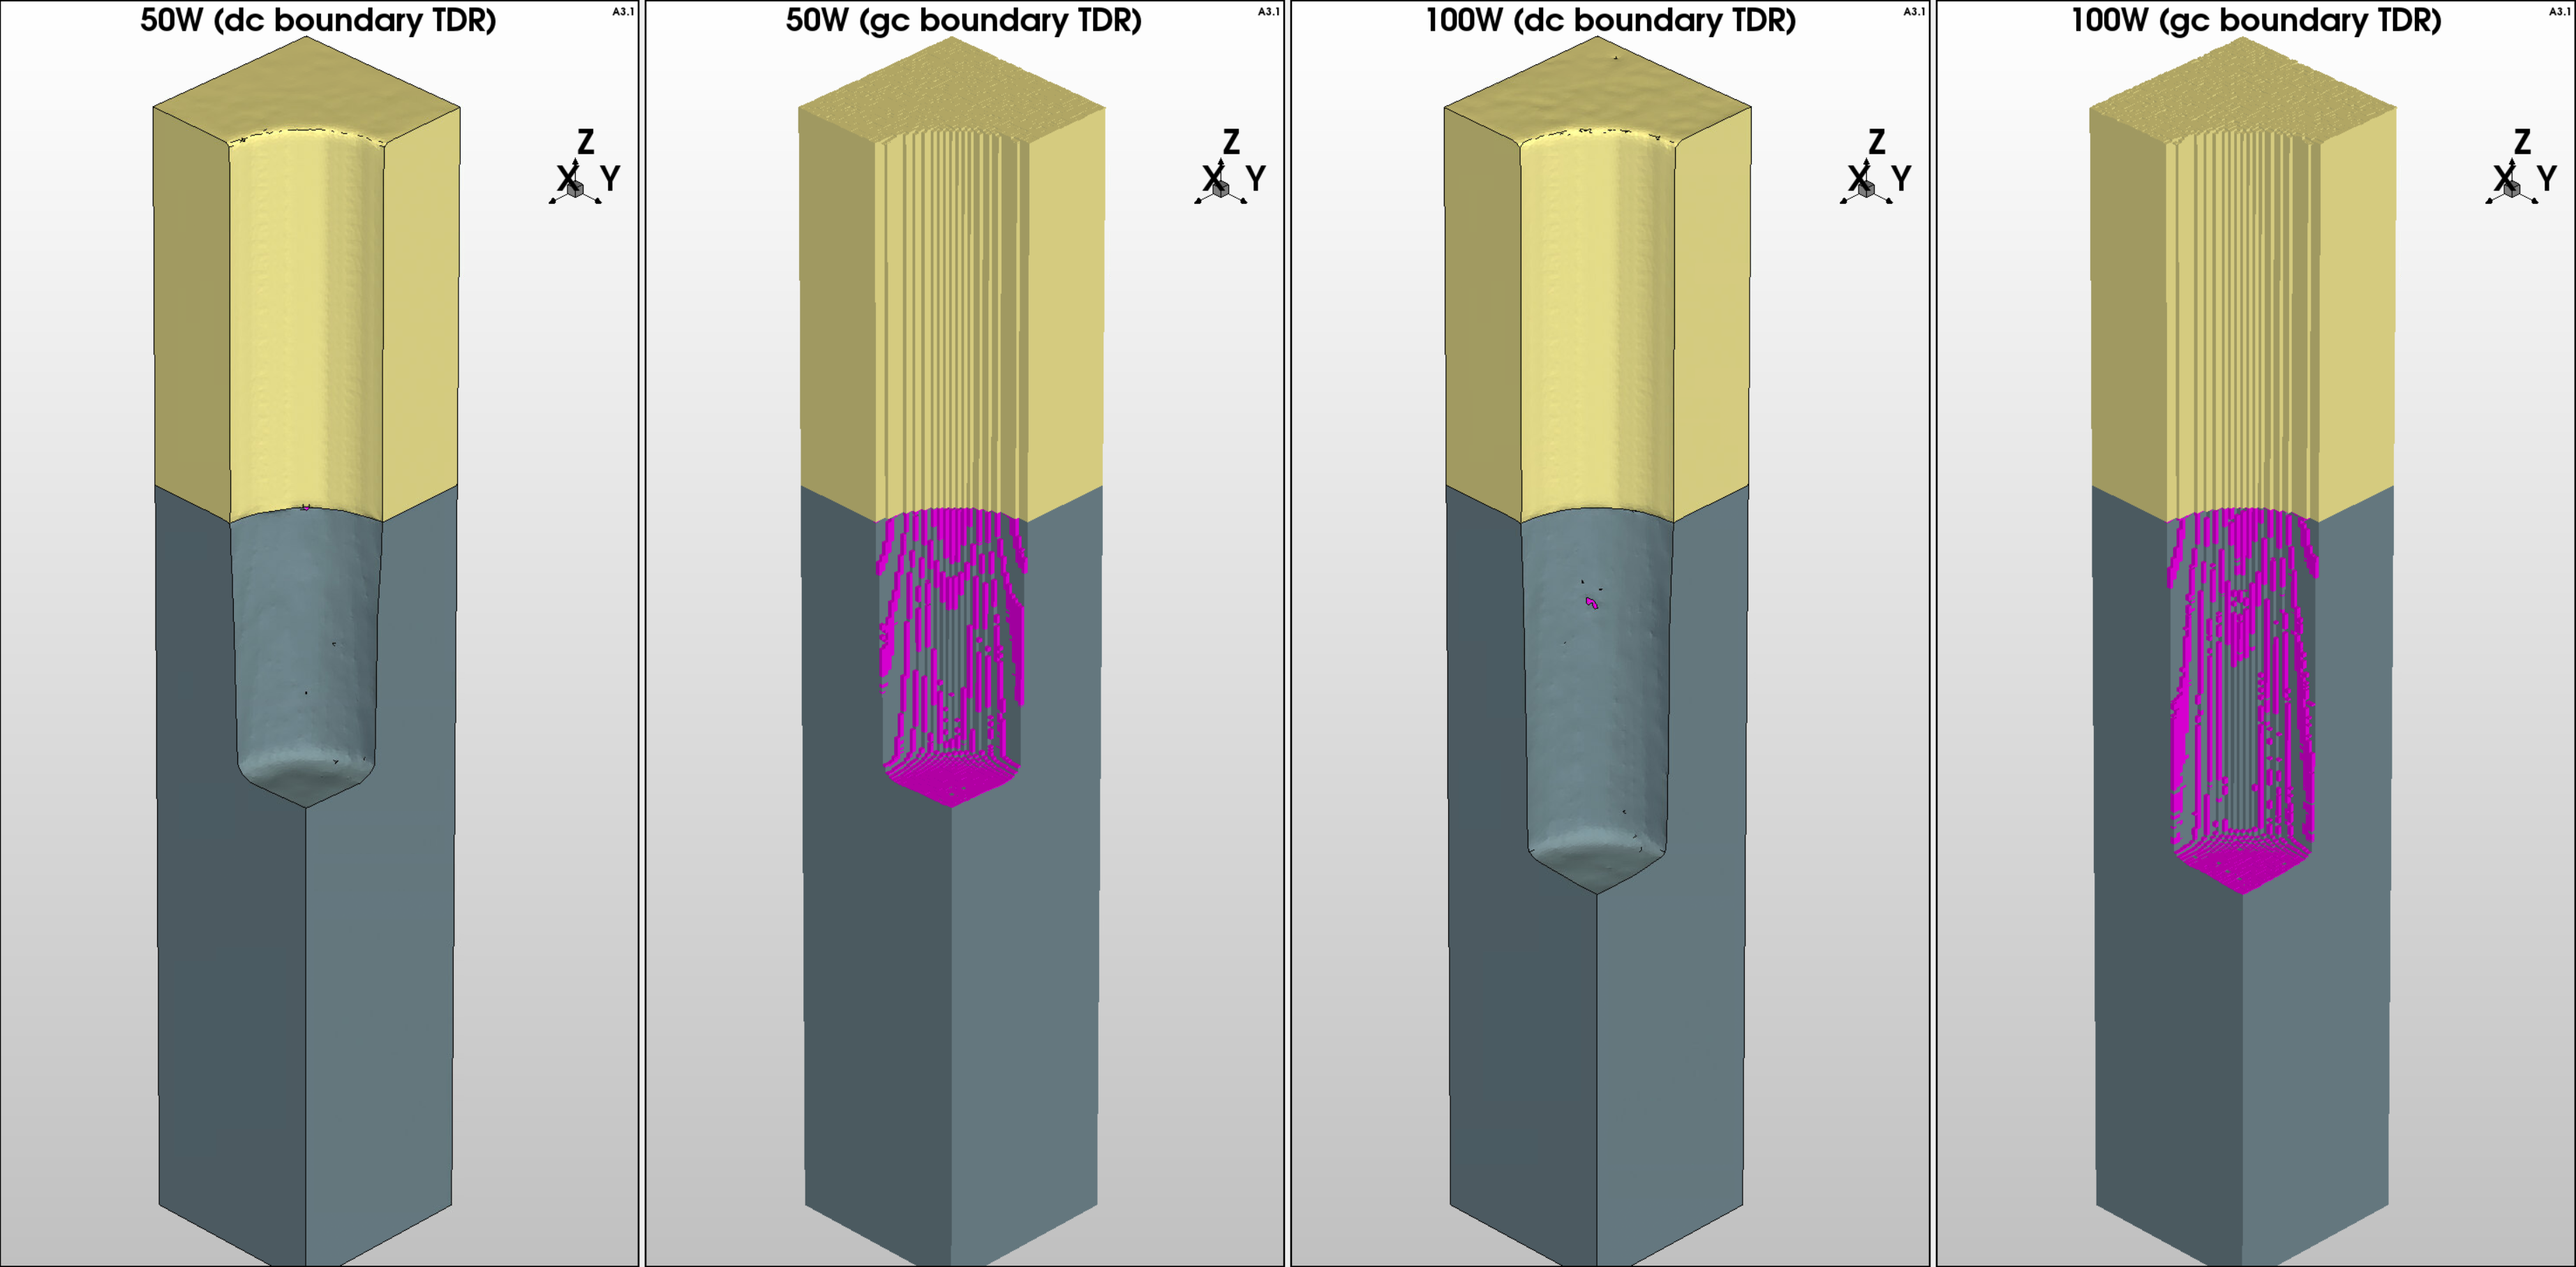 50W (dc boundary TDR)
A3.1
Z
X Y
50W (gc boundary TDR)
A3.1
Z
X Y
100W (dc boundary TDR)
A3.1
Z
X Y
100W (gc boundary TDR)
A3.1
Z
X Y